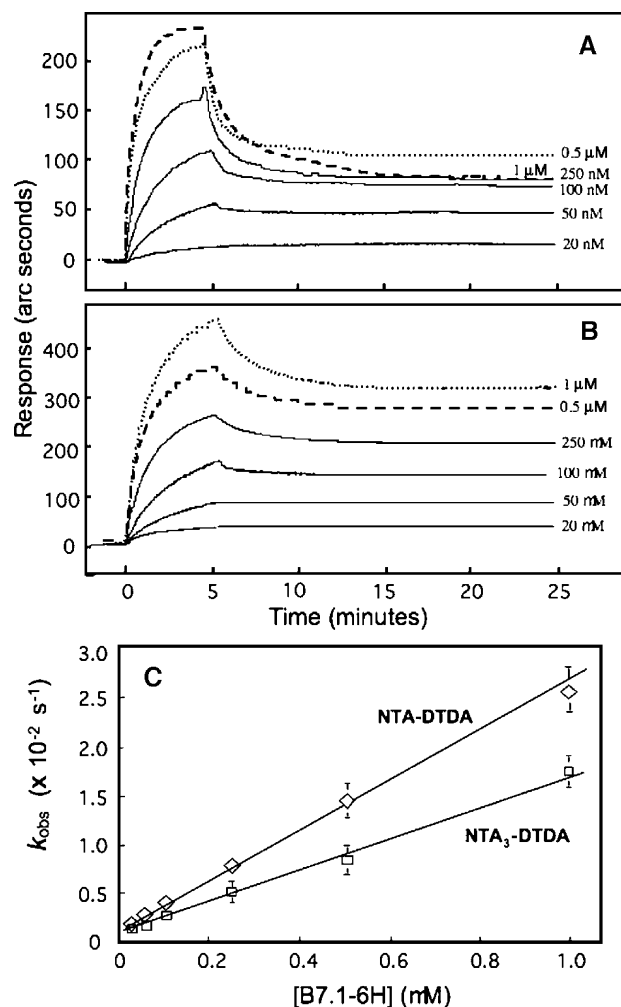 A
200
150
100
50
0
0.5 µM
1 µM
250 nM
100 nM
50 nM
20 nM
Response (arc seconds)
B
400
300
200
100
0
1 µM
0.5 µM
250 mM
100 mM
50 mM
20 mM
0 5 10 15 20 25
Time (minutes)
C
3.0
2.5
2.0
1.5
1.0
0.5
0
kobs (x 10-2 s-1)
NTA-DTDA
NTA3-DTDA
0 0.2 0.4 0.6 0.8 1.0
[B7.1-6H] (mM)